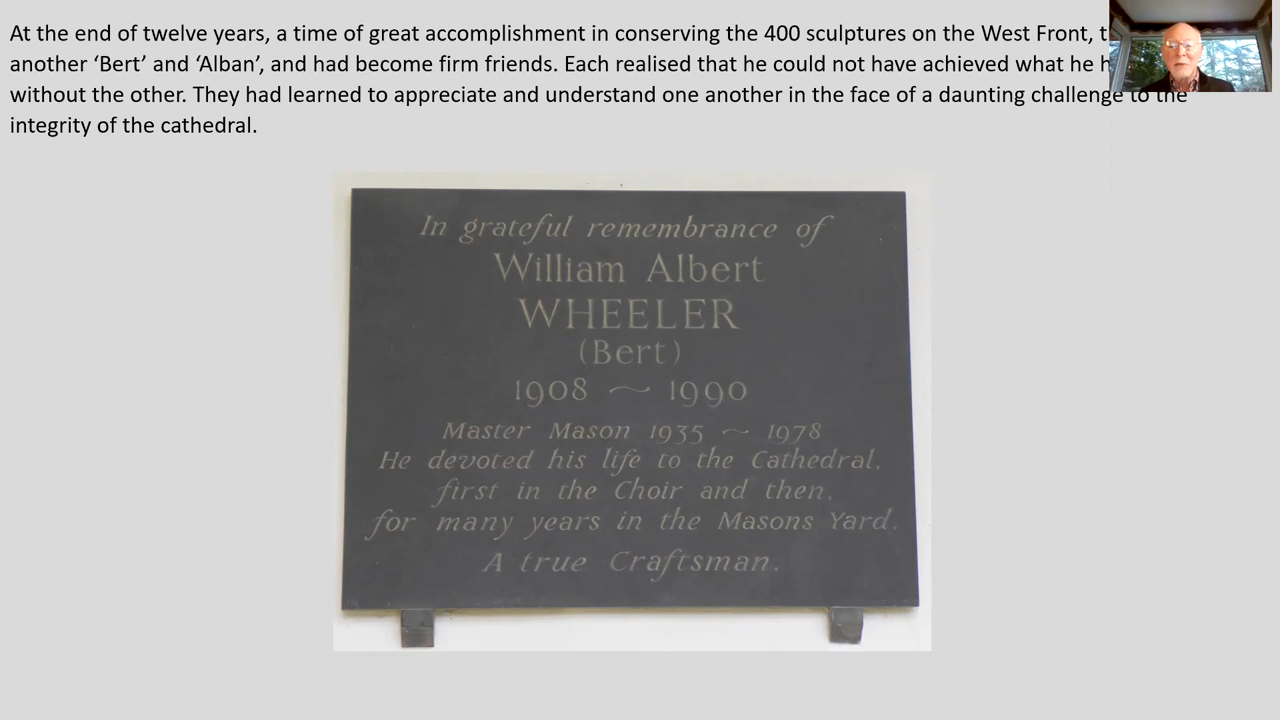 At the end of twelve years, a time of great accomplishment in conserving the 400 sculptures on the West Front,
another ‘Bert’ and ‘Alban’, and had become firm friends. Each realised that he could not have achieved what he
without the other. They had learned to appreciate and understand one another in the face of a daunting challenge to the
integrity of the cathedral.
In grateful remembrance of
William Albert
WHEELER
(Bert)
1908 ~ 1990
Master Mason 1935 ~ 1978
He devoted his life to the Cathedral,
first in the Choir and then,
for many years in the Masons Yard.
A true Craftsman.